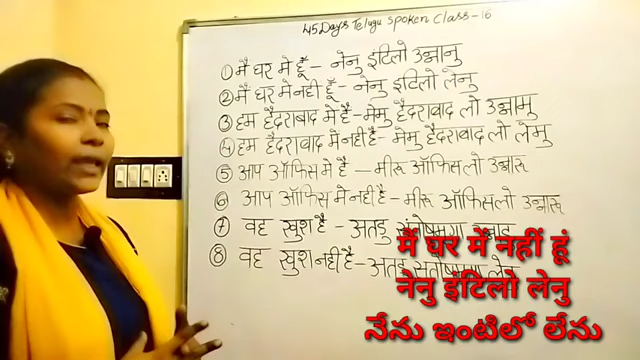 45 Days Telugu Spoken Class-16
① मैं घर मे हूँ - नेनु इंटिलो उन्नानु
② मैं घर मे नही हूँ - नेनु इंटिलो लेनु
③ हम हैदराबाद मे है - मेमु हैदरावाद लो उन्नामु
④ हम हैदरावाद मे नही है - मेमु हैदरावाद लो लेमु
⑤ आप ऑफिस मे है - मीरू ऑफिस लो उन्नारू
⑥ आप ऑफिस मे नही है - मीरू ऑफिस लो उन्नारू
⑦ वह खुश है - अतडु
⑧ वह खुश नही है - अतडु
मैं घर में नहीं हूं
नेनु इंटिलो लेनु
నేను ఇంటిలో లేను